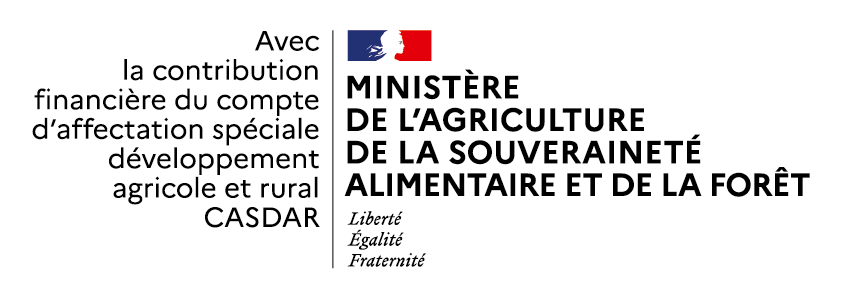 Avec
la contribution
financière du compte
d’affectation spéciale
développement
agricole et rural
CASDAR
MINISTÈRE
DE L’AGRICULTURE
DE LA SOUVERAINETÉ
ALIMENTAIRE ET DE LA FORÊT
Liberté
Égalité
Fraternité